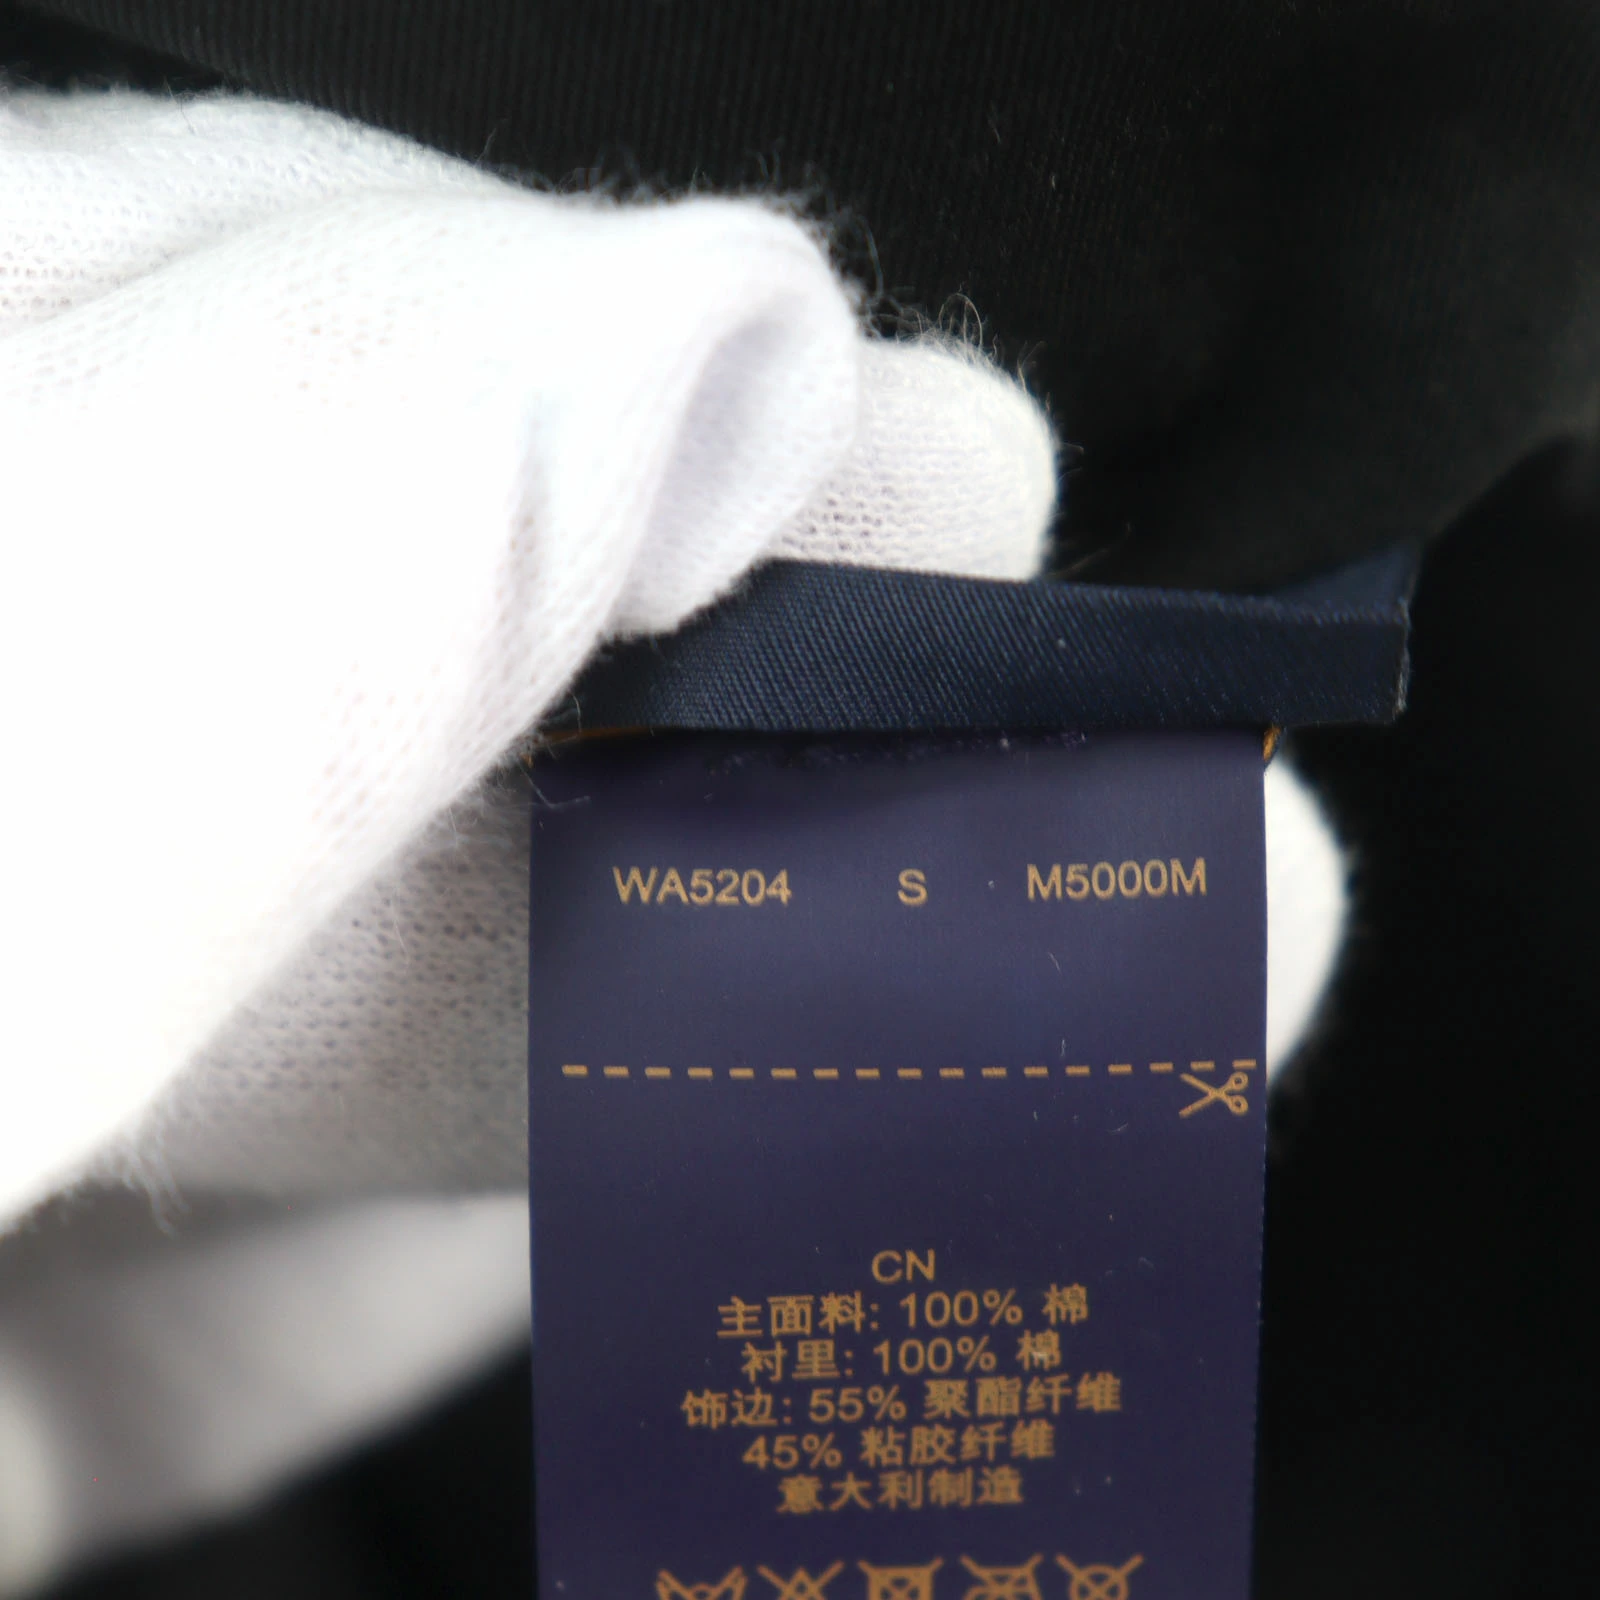 WA5204 S M5000M
CN
主面料: 100% 棉
衬里: 100% 棉
饰边: 55% 聚酯纤维
45% 粘胶纤维
意大利制造